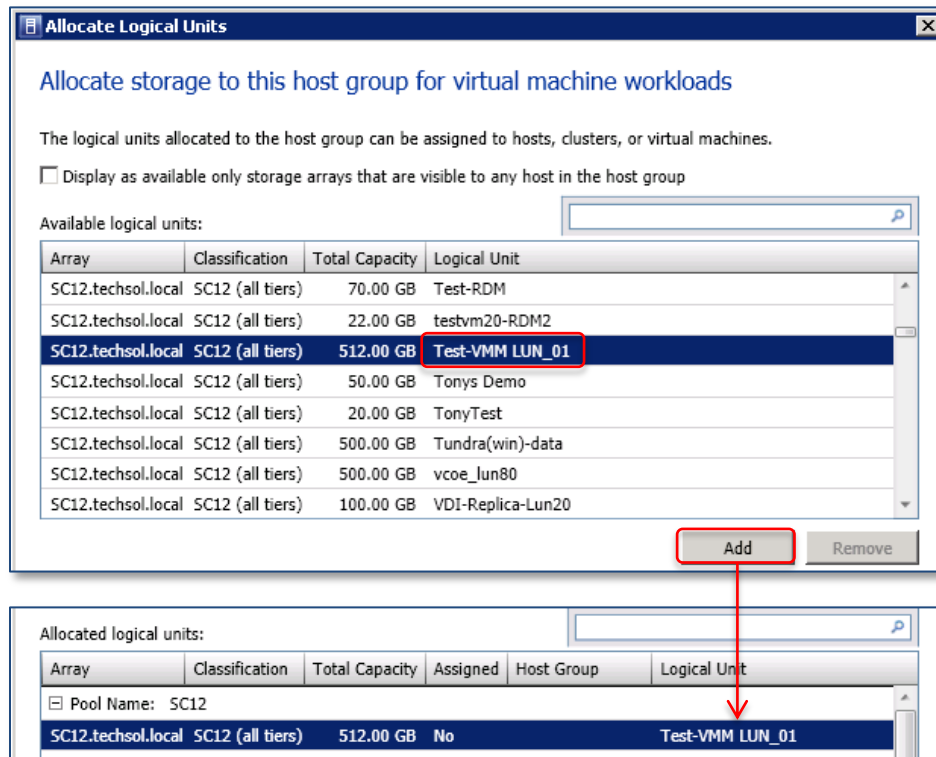 Allocate Logical Units
Allocate storage to this host group for virtual machine workloads
The logical units allocated to the host group can be assigned to hosts, clusters, or virtual machines.
Display as available only storage arrays that are visible to any host in the host group
Available logical units:
Array Classification Total Capacity Logical Unit
SC12.techsol.local SC12 (all tiers) 70.00 GB Test-RDM
SC12.techsol.local SC12 (all tiers) 22.00 GB testvm20-RDM2
SC12.techsol.local SC12 (all tiers) 512.00 GB Test-VMM LUN_01
SC12.techsol.local SC12 (all tiers) 50.00 GB Tonys Demo
SC12.techsol.local SC12 (all tiers) 20.00 GB TonyTest
SC12.techsol.local SC12 (all tiers) 500.00 GB Tundra(win)-data
SC12.techsol.local SC12 (all tiers) 500.00 GB vcoe_lun80
SC12.techsol.local SC12 (all tiers) 100.00 GB VDI-Replica-Lun20
Add Remove
Allocated logical units:
Array Classification Total Capacity Assigned Host Group Logical Unit
Pool Name: SC12
SC12.techsol.local SC12 (all tiers) 512.00 GB No Test-VMM LUN_01